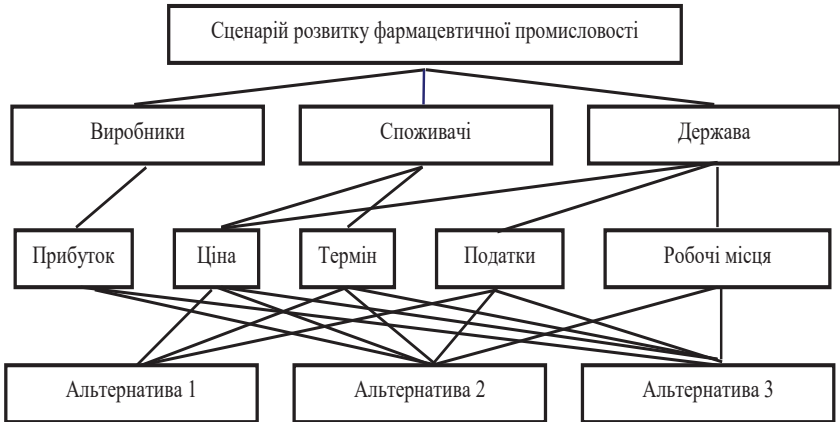 Сценарій розвитку фармацевтичної промисловості
Виробники
Споживачі
Держава
Прибуток
Ціна
Термін
Податки
Робочі місця
Альтернатива 1
Альтернатива 2
Альтернатива 3